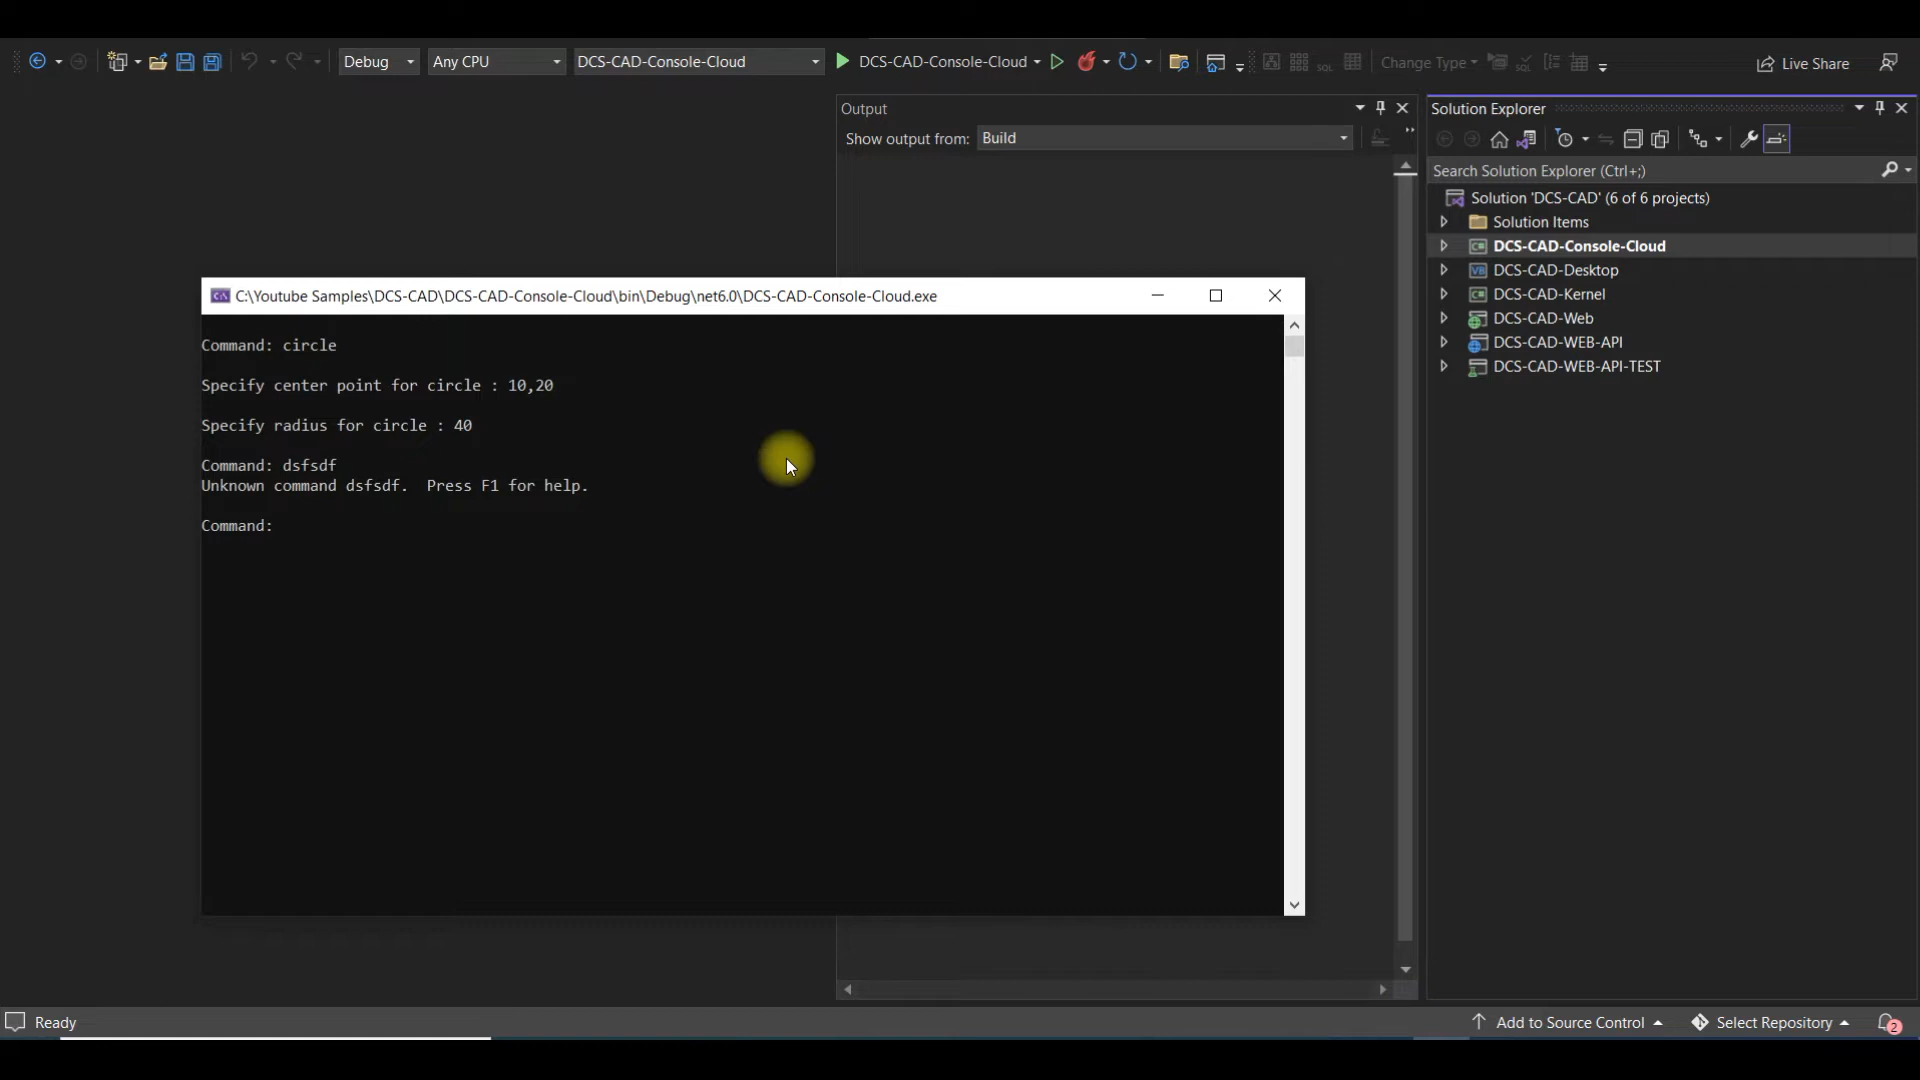 Debug
Any CPU
DCS-CAD-Console-Cloud
DCS-CAD-Console-Cloud
SQL
Change Type
SQL
Live Share
Output
Show output from:
Build
Solution Explorer
Search Solution Explorer (Ctrl+;)
Solution 'DCS-CAD' (6 of 6 projects)
Solution Items
DCS-CAD-Console-Cloud
DCS-CAD-Desktop
DCS-CAD-Kernel
DCS-CAD-Web
DCS-CAD-WEB-API
DCS-CAD-WEB-API-TEST
C:\Youtube Samples\DCS-CAD\DCS-CAD-Console-Cloud\bin\Debug\net6.0\DCS-CAD-Console-Cloud.exe
Command: circle
Specify center point for circle : 10,20
Specify radius for circle : 40
Command: dsfsdf
Unknown command dsfsdf.  Press F1 for help.
Command:
Ready
Add to Source Control
Select Repository
2